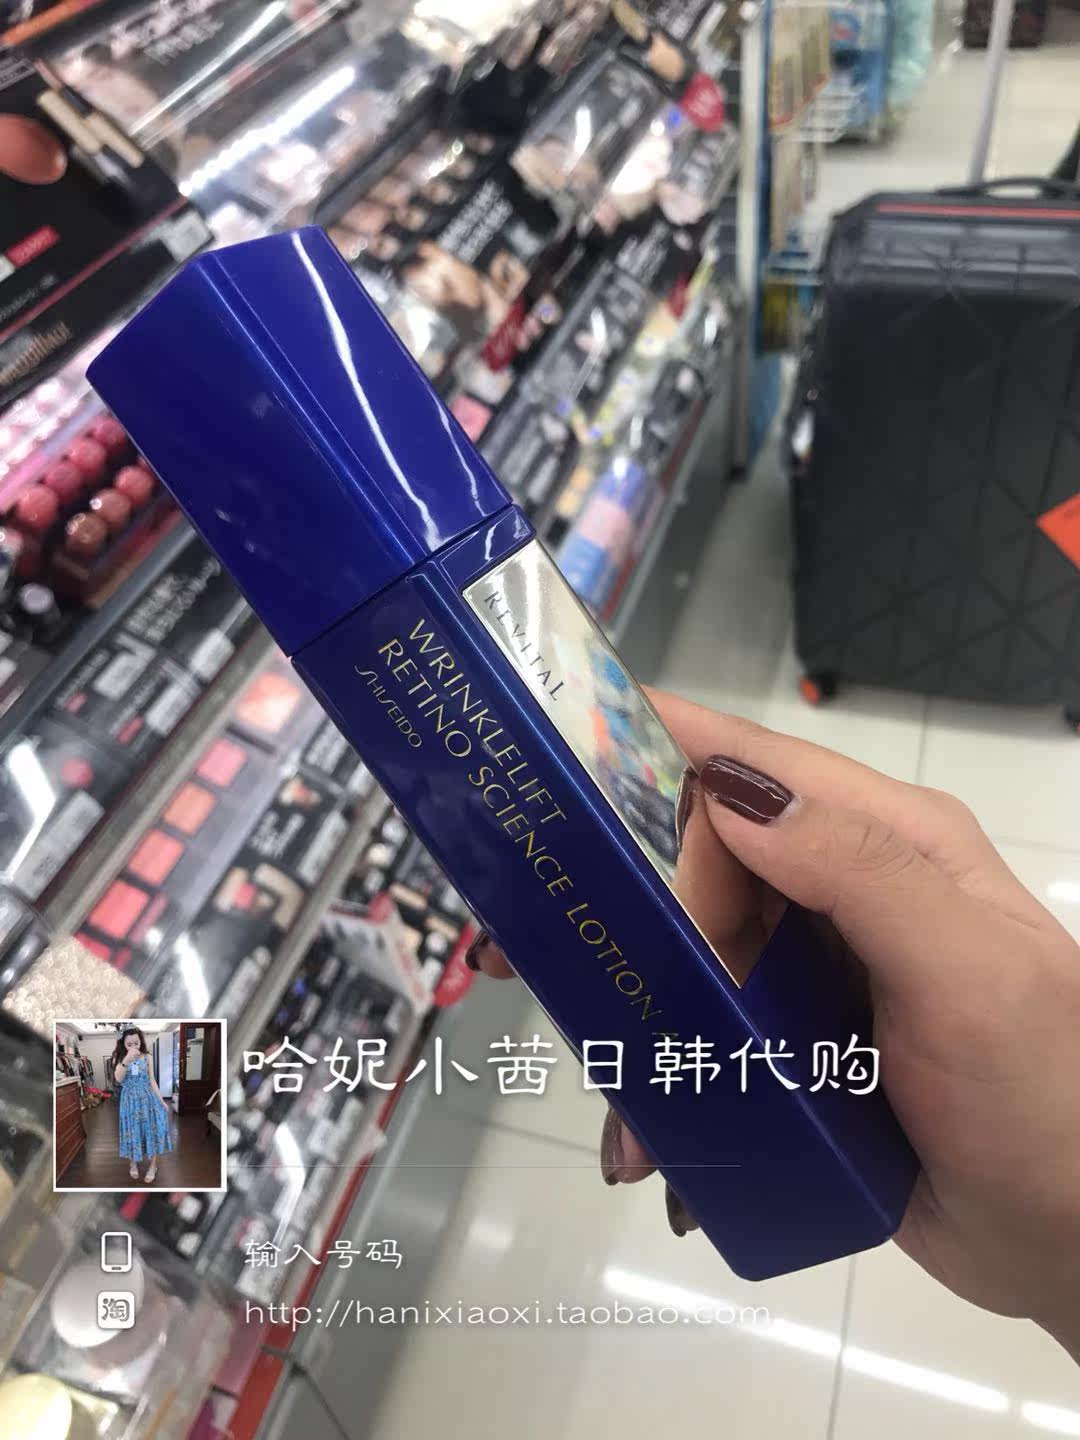 REVITAL
WRINKLELIFT
RETINO SCIENCE LOTION A
SHISEIDO
哈妮小茜日韩代购
输入号码
淘
http://hanixiaoxi.taobao.com